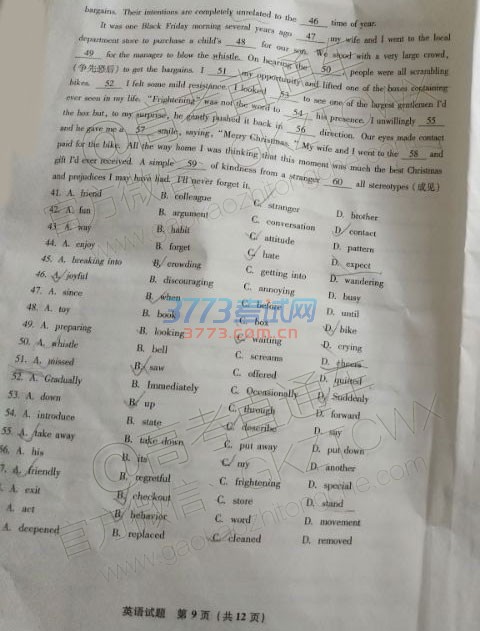 bargains. Their intentions are completely unrelated to the 46 time of year.
It was one Black Friday morning several years ago 47 my wife and I went to the local
department store to purchase a child's 48 for our son. We stood with a very large crowd,
49 for the manager to blow the whistle. On hearing the 50 people were all scrambling
(争先恐后) to get the bargains. I 51 my opportunity and lifted one of the boxes containing
bikes. 52 I felt some mild resistance. I looked 53 to see one of the largest gentlemen I'd
ever seen in my life. "Frightening" was not the word to 54 his presence. I unwillingly 55
the box but, to my surprise, he gently pushed it back in 56 direction. Our eyes made contact
and he gave me a 57 smile, saying, "Merry Christmas." My wife and I went to the 58 and
paid for the bike. All the way home I was thinking that this moment was much the best Christmas
gift I'd ever received. A simple 59 of kindness from a stranger 60 all stereotypes (成见)
and prejudices I may have had. I'll never forget it.
41. A. friend B. colleague C. stranger D. brother
42. A. fun B. argument C. conversation D. contact
43. A. way B. habit C. attitude D. pattern
44. A. enjoy B. forget C. hate D. expect
45. A. breaking into B. crowding C. getting into D. wandering
46. A. joyful B. discouraging C. annoying D. busy
47. A. since B. when C. before D. until
48. A. toy B. book C. box D. bike
49. A. preparing B. looking C. waiting D. crying
50. A. whistle B. bell C. screams D. cheers
51. A. missed B. saw C. offered D. quitted
52. A. Gradually B. Immediately C. Occasionally D. Suddenly
53. A. down B. up C. through D. forward
54. A. introduce B. state C. describe D. say
55. A. take away B. take down C. put away D. put down
56. A. his B. its C. my D. another
7. A. friendly B. regretful C. frightening D. special
A. exit B. checkout C. store D. stand
A. act B. behavior C. word D. movement
A. deepened B. replaced C. cleaned D. removed
3773考试网
3773.com.cn
英语试题 第9页(共12页)